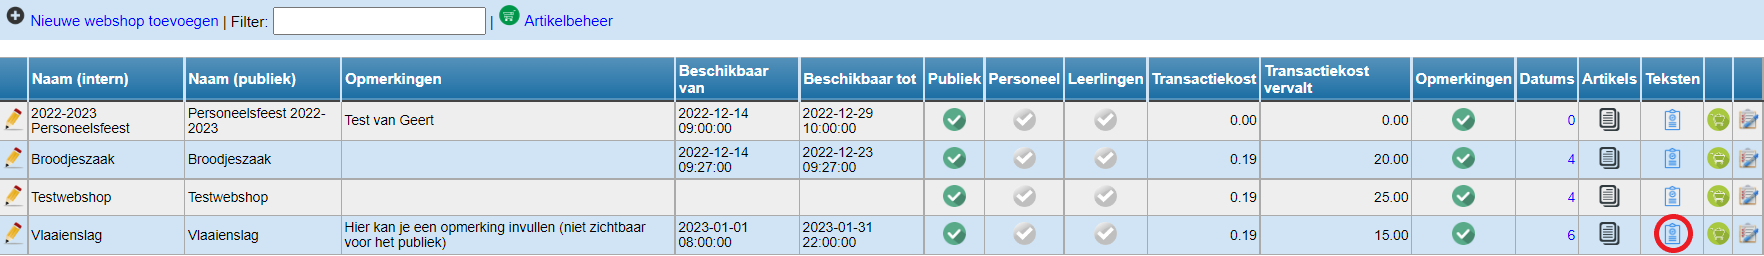 Nieuwe webshop toevoegen | Filter: | Artikelbeheer
Naam (intern) Naam (publiek) Opmerkingen Beschikbaar van Beschikbaar tot Publiek Personeel Leerlingen Transactiekost Transactiekost vervalt Opmerkingen Datums Artikels Teksten
2022-2023 Personeelsfeest Personeelsfeest 2022-2023 Test van Geert 2022-12-14 09:00:00 2022-12-29 10:00:00 0.00 0.00 0
Broodjeszaak Broodjeszaak 2022-12-14 09:27:00 2022-12-23 09:27:00 0.19 20.00 4
Testwebshop Testwebshop 0.19 25.00 4
Vlaaienslag Vlaaienslag Hier kan je een opmerking invullen (niet zichtbaar voor het publiek) 2023-01-01 08:00:00 2023-01-31 22:00:00 0.19 15.00 6